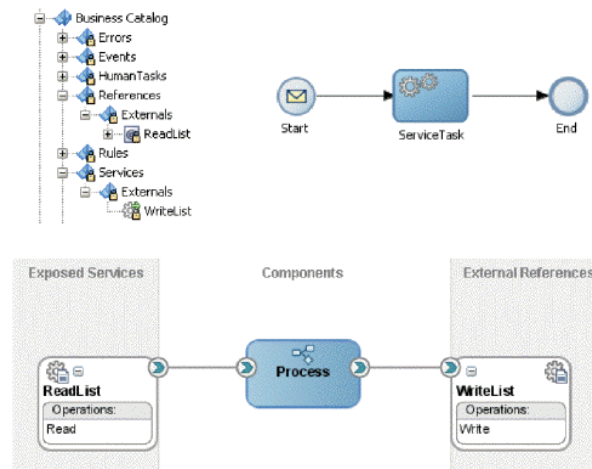 Business Catalog
Errors
Events
HumanTasks
References
Externals
ReadList
Rules
Services
Externals
WriteList
Start
ServiceTask
End
Exposed Services
Components
External References
ReadList
Operations:
Read
Process
WriteList
Operations:
Write